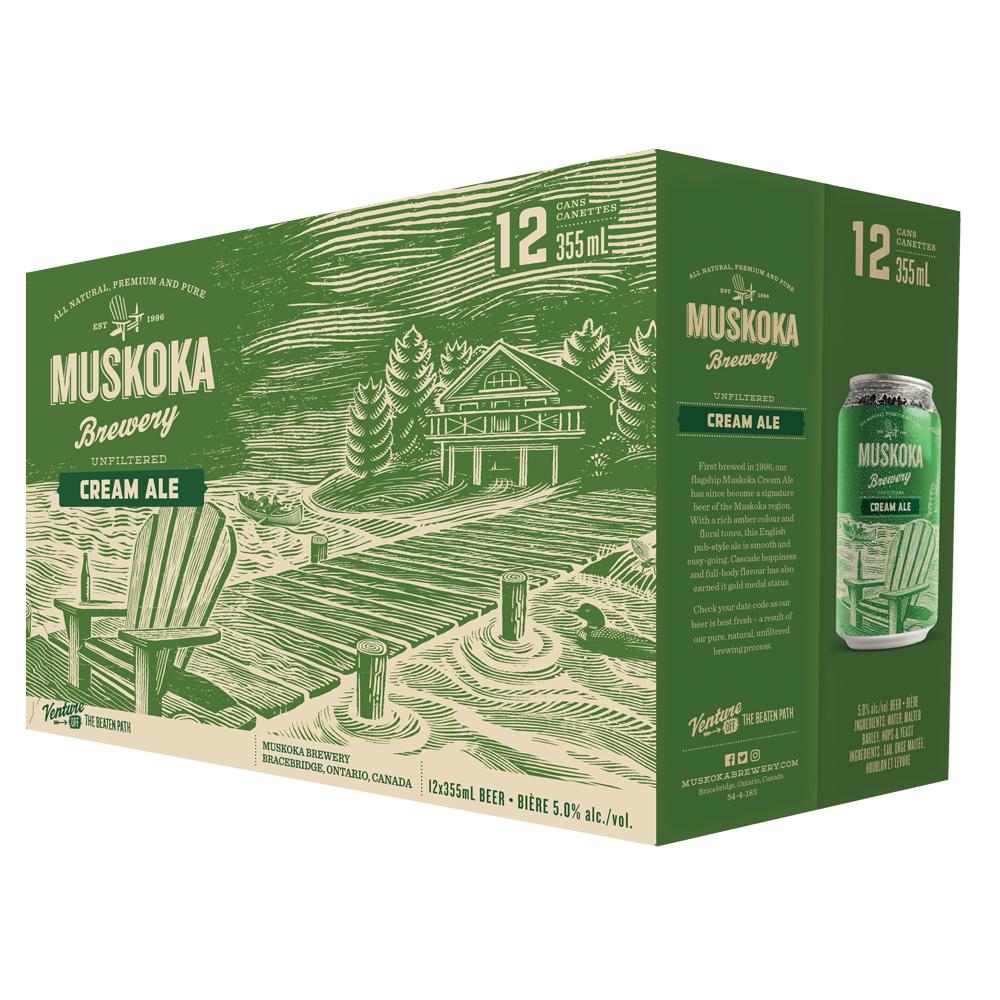 ALL NATURAL, PREMIUM AND PURE
EST 1996
MUSKOKA
Brewery
UNFILTERED
CREAM ALE
12 CANS
CANETTES
355 mL
Venture
OFF THE BEATEN PATH
MUSKOKA BREWERY
BRACEBRIDGE, ONTARIO, CANADA
12x355mL BEER • BIÈRE 5.0% alc./vol.
ALL NATURAL, PREMIUM AND PURE
EST 1996
MUSKOKA
Brewery
UNFILTERED
CREAM ALE
First brewed in 1996, our
flagship Muskoka Cream Ale
has since become a signature
beer of the Muskoka region.
With a rich amber colour and
floral tones, this English
pub-style ale is smooth and
easy-going. Cascade hoppiness
and full-body flavour has also
earned it gold medal status.
Check your date code as our
beer is best fresh – a result of
our pure, natural, unfiltered
brewing process.
Venture
OFF THE BEATEN PATH
MUSKOKABREWERY.COM
Bracebridge, Ontario, Canada
54-4-183
12 CANS
CANETTES
355 mL
MUSKOKA
Brewery
CREAM ALE
5.0% alc./vol. BEER • BIÈRE
INGREDIENTS: WATER, MALTED
BARLEY, HOPS & YEAST
INGRÉDIENTS : EAU, ORGE MALTÉE,
HOUBLON ET LEVURE